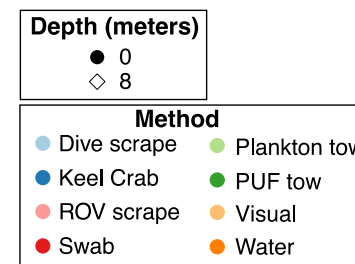 Depth (meters)
0
8
Method
Dive scrape
Keel Crab
ROV scrape
Swab
Plankton tow
PUF tow
Visual
Water